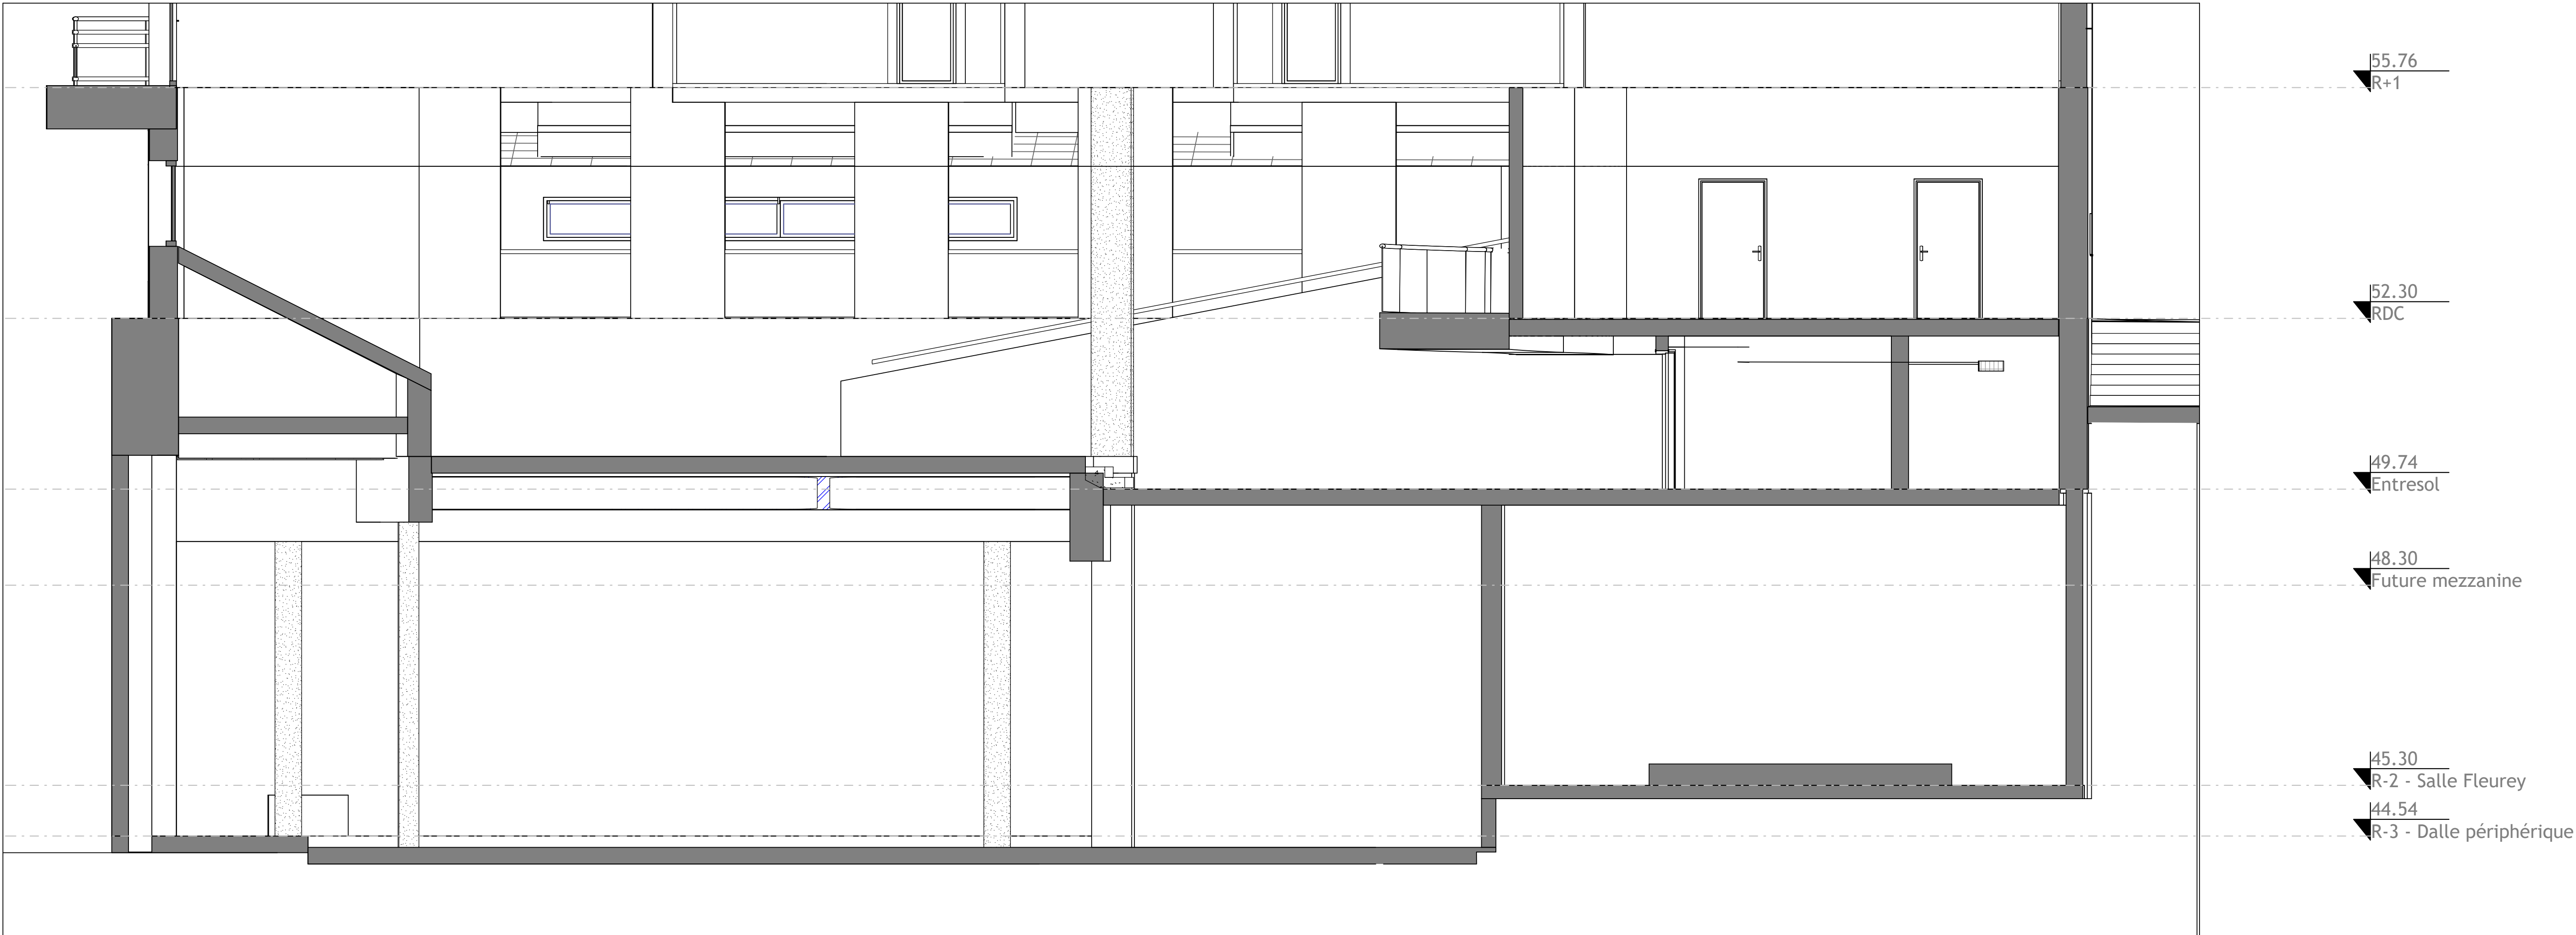 55.76
R+1
52.30
RDC
49.74
Entresol
48.30
Future mezzanine
45.30
R-2 - Salle Fleurey
44.54
R-3 - Dalle périphérique